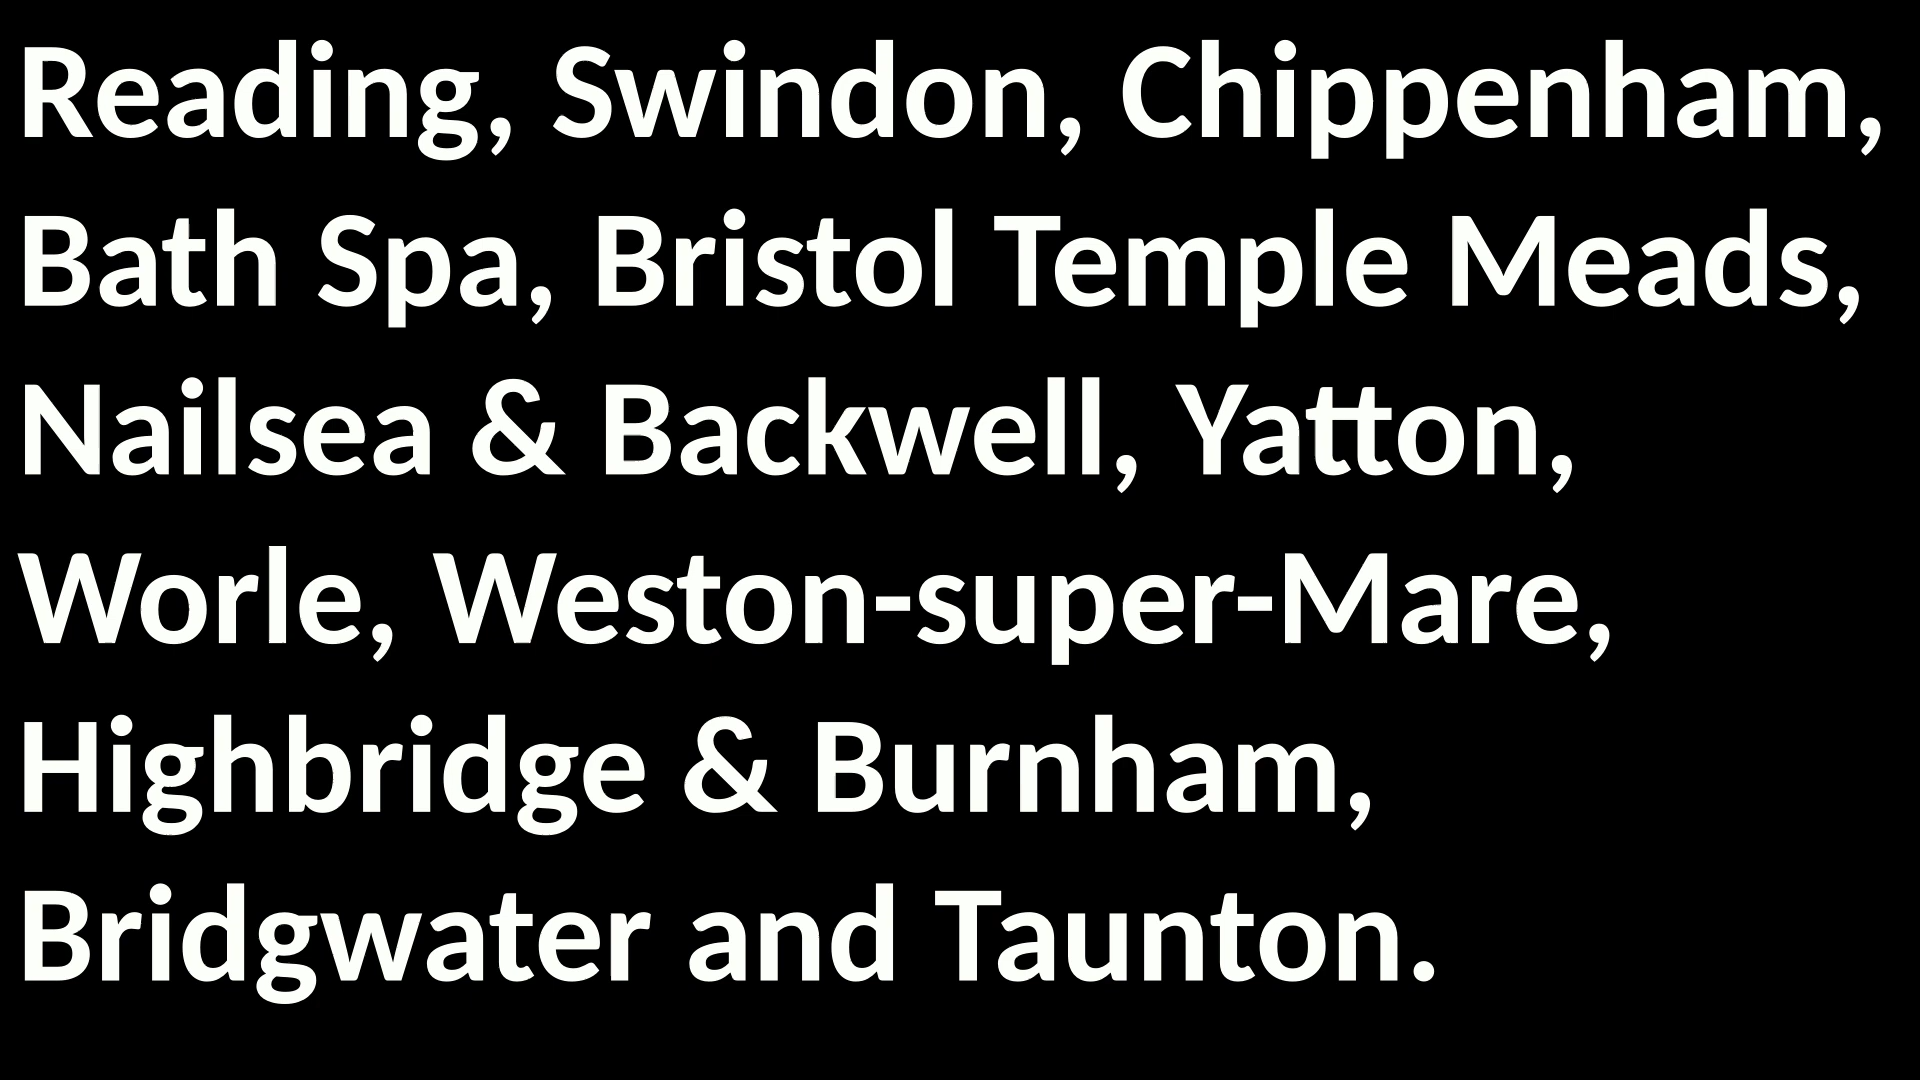 Reading, Swindon, Chippenham,
Bath Spa, Bristol Temple Meads,
Nailsea & Backwell, Yatton,
Worle, Weston-super-Mare,
Highbridge & Burnham,
Bridgwater and Taunton.